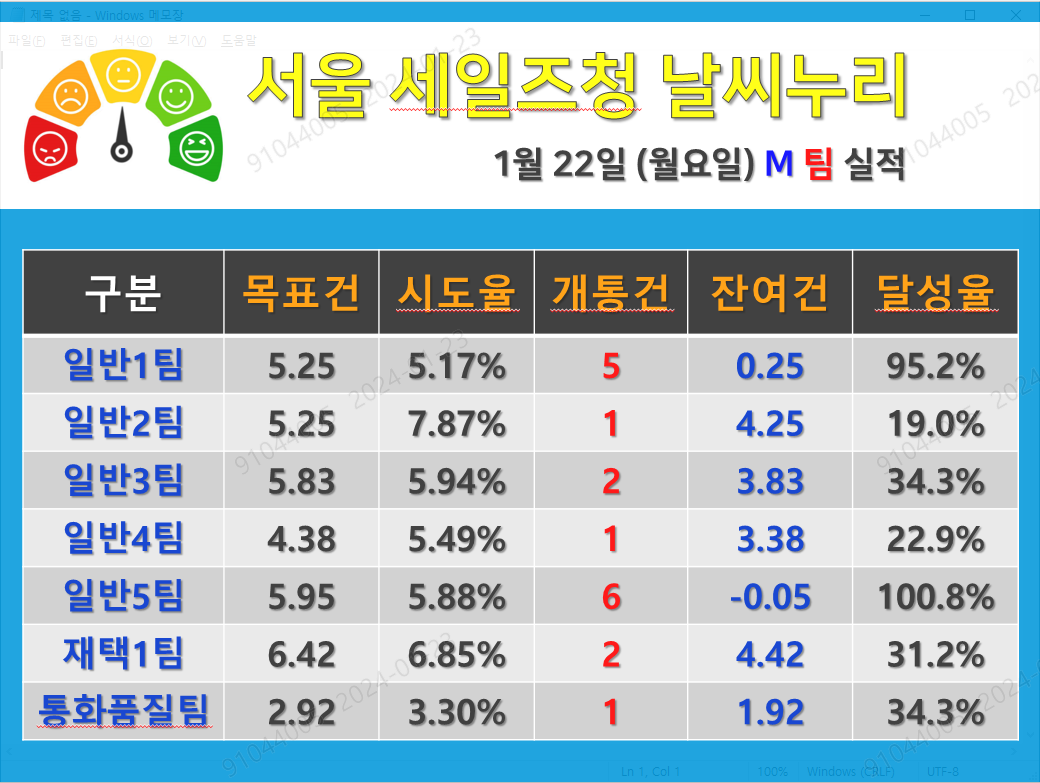 제목 없음 - Windows 메모장
파일(F) 편집(E) 서식(O) 보기(V) 도움말
서울 세일즈청 날씨누리
1월 22일 (월요일) M 팀 실적
구분 목표건 시도율 개통건 잔여건 달성율
일반1팀 5.25 5.17% 5 0.25 95.2%
일반2팀 5.25 7.87% 1 4.25 19.0%
일반3팀 5.83 5.94% 2 3.83 34.3%
일반4팀 4.38 5.49% 1 3.38 22.9%
일반5팀 5.95 5.88% 6 -0.05 100.8%
재택1팀 6.42 6.85% 2 4.42 31.2%
통화품질팀 2.92 3.30% 1 1.92 34.3%
Ln 1, Col 1 100% Windows (CRLF) UTF-8
91044005 2024-01-23